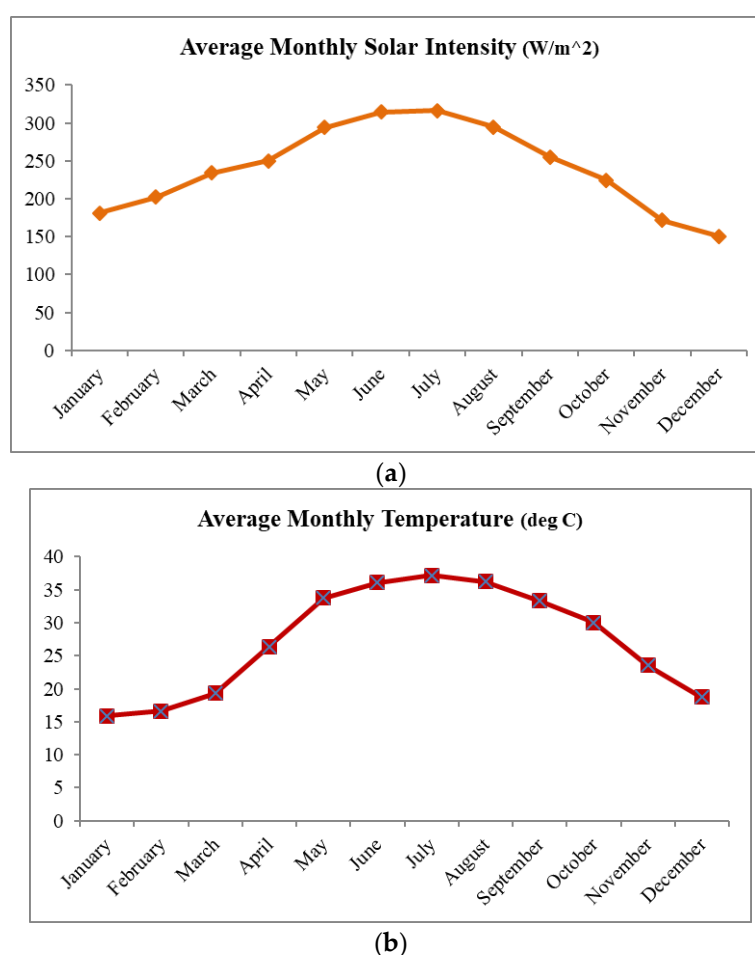 Average Monthly Solar Intensity (W/m^2)
350
300
250
200
150
100
50
0
January
February
March
April
May
June
July
August
September
October
November
December
(a)
Average Monthly Temperature (deg C)
40
35
30
25
20
15
10
5
0
January
February
March
April
May
June
July
August
September
October
November
December
(b)